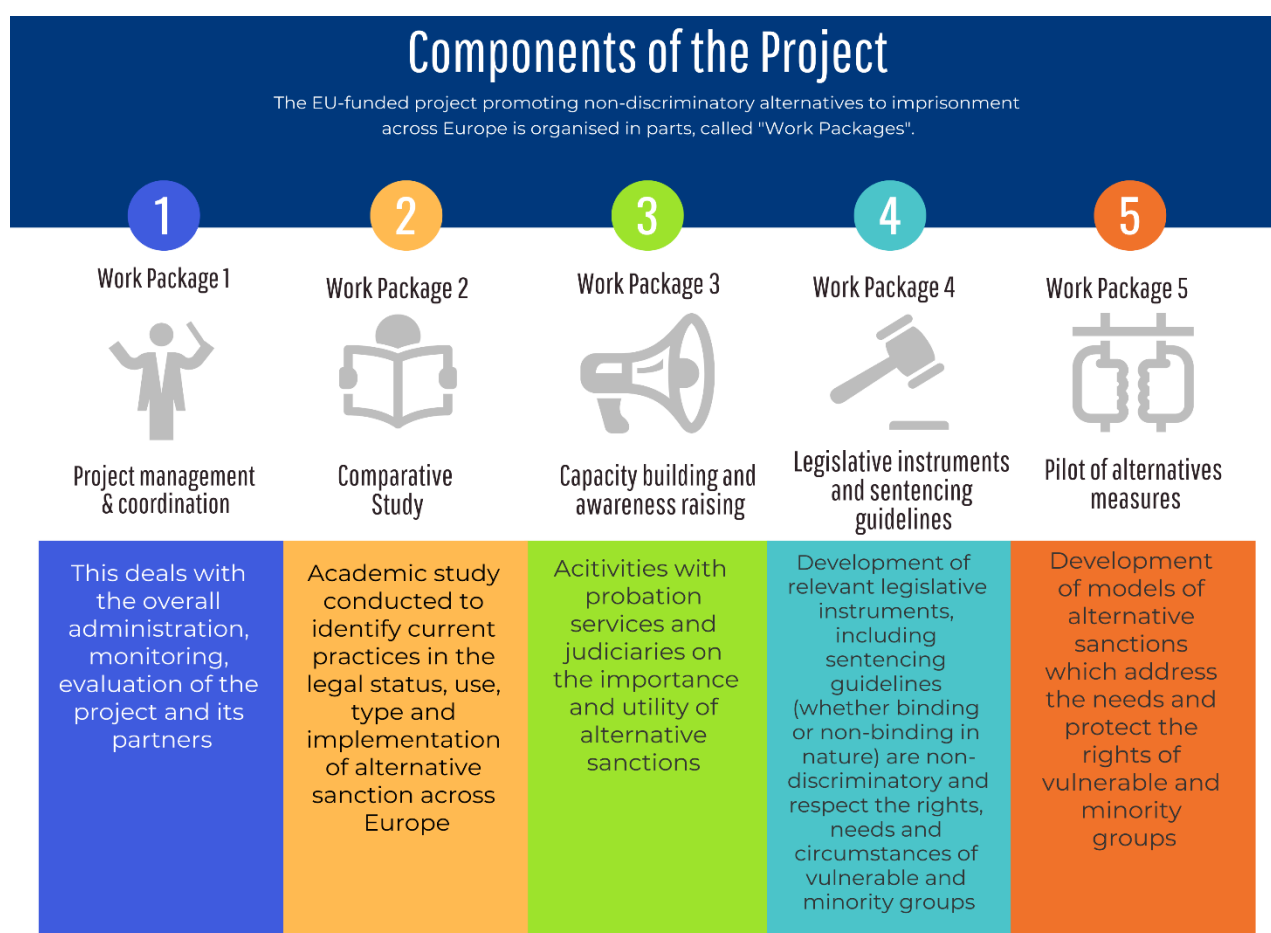 Components of the Project
The EU-funded project promoting non-discriminatory alternatives to imprisonment
across Europe is organised in parts, called "Work Packages".
1
Work Package 1
Project management
& coordination
This deals with
the overall
administration,
monitoring,
evaluation of the
project and its
partners
2
Work Package 2
Comparative
Study
Academic study
conducted to
identify current
practices in the
legal status, use,
type and
implementation
of alternative
sanction across
Europe
3
Work Package 3
Capacity building and
awareness raising
Acitivities with
probation
services and
judiciaries on
the importance
and utility of
alternative
sanctions
4
Work Package 4
Legislative instruments
and sentencing
guidelines
Development of
relevant legislative
instruments,
including
sentencing
guidelines
(whether binding
or non-binding in
nature) are non-
discriminatory and
respect the rights,
needs and
circumstances of
vulnerable and
minority groups
5
Work Package 5
Pilot of alternatives
measures
Development
of models of
alternative
sanctions
which address
the needs and
protect the
rights of
vulnerable and
minority
groups